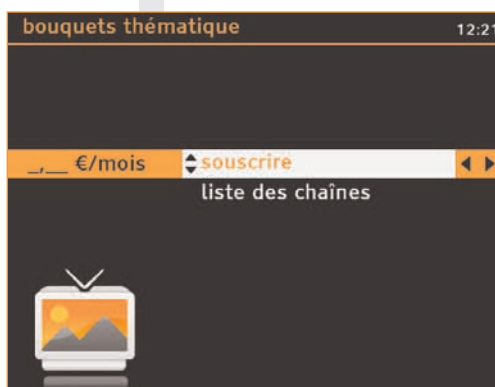 bouquets thématique 12:21
_,__ €/mois souscrire
liste des chaînes